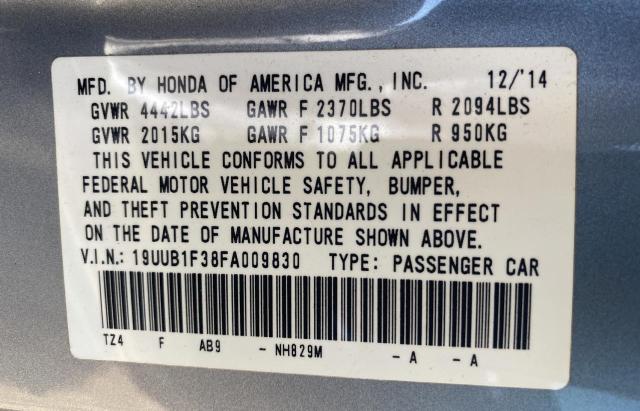 MFD. BY HONDA OF AMERICA MFG., INC. 12/'14
GVWR 4442LBS GAWR F 2370LBS R 2094LBS
GVWR 2015KG GAWR F 1075KG R 950KG
THIS VEHICLE CONFORMS TO ALL APPLICABLE
FEDERAL MOTOR VEHICLE SAFETY, BUMPER,
AND THEFT PREVENTION STANDARDS IN EFFECT
ON THE DATE OF MANUFACTURE SHOWN ABOVE.
V.I.N.: 19UUB1F38FA009830 TYPE: PASSENGER CAR
TZ4 F AB9 - NH829M - A - A